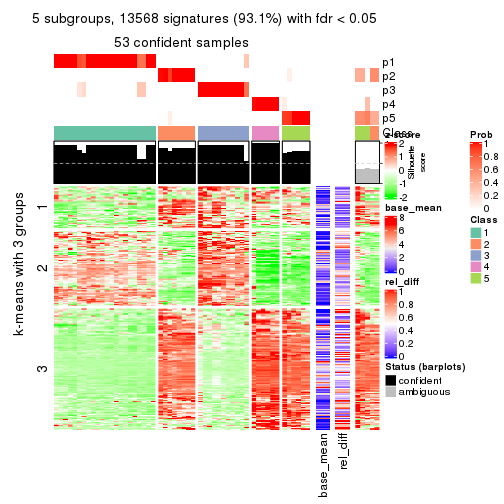 5 subgroups, 13568 signatures (93.1%) with fdr < 0.05
53 confident samples
p1
p2
p3
p4
p5
Class
k-means with 3 groups
1
2
3
Silhouette
score
base_mean
rel_diff
z-score
2
1
0
-1
-2
base_mean
8
6
4
2
0
rel_diff
1
0.8
0.6
0.4
0.2
0
Status (barplots)
confident
ambiguous
Prob
1
0.8
0.6
0.4
0.2
0
Class
1
2
3
4
5